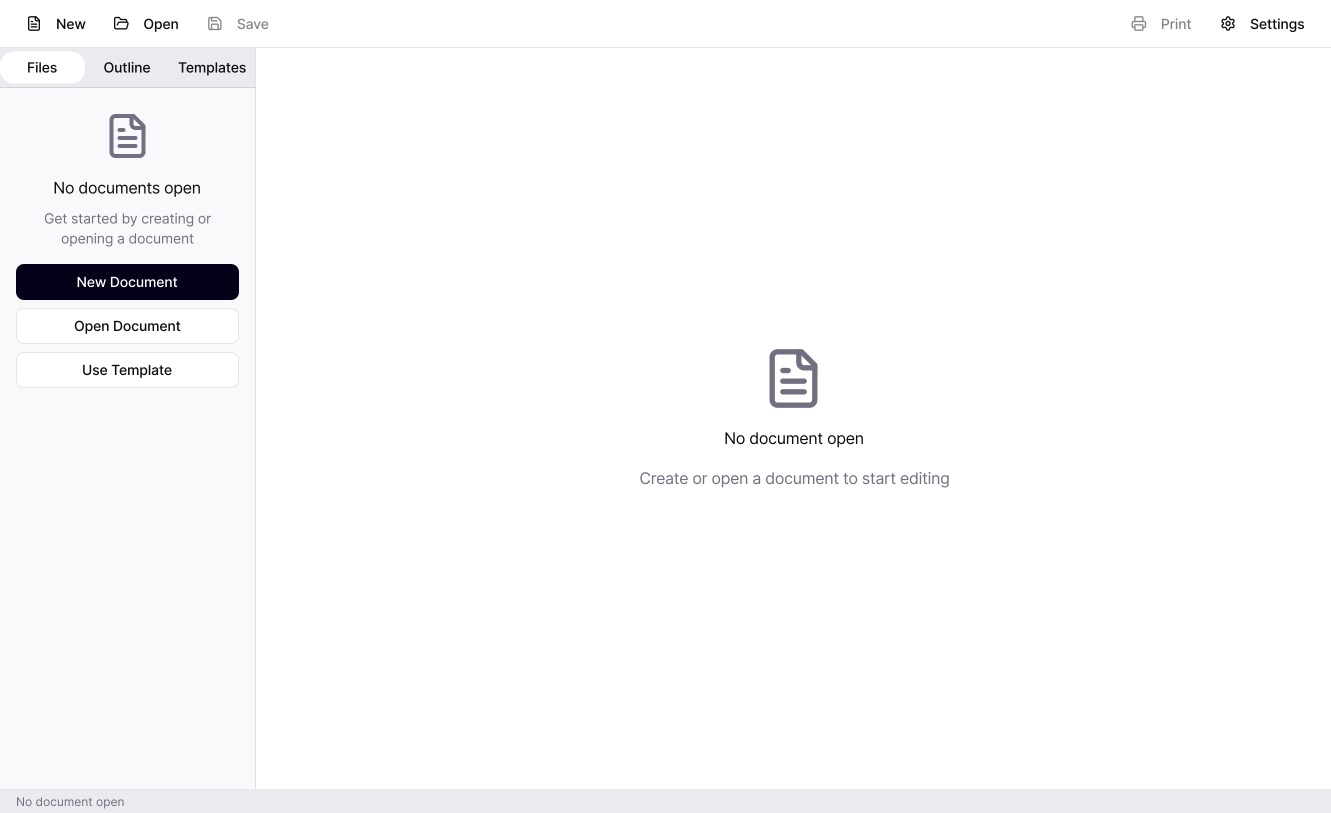 New Open Save Print Settings
Files Outline Templates
No documents open
Get started by creating or
opening a document
New Document
Open Document
Use Template
No document open
Create or open a document to start editing
No document open